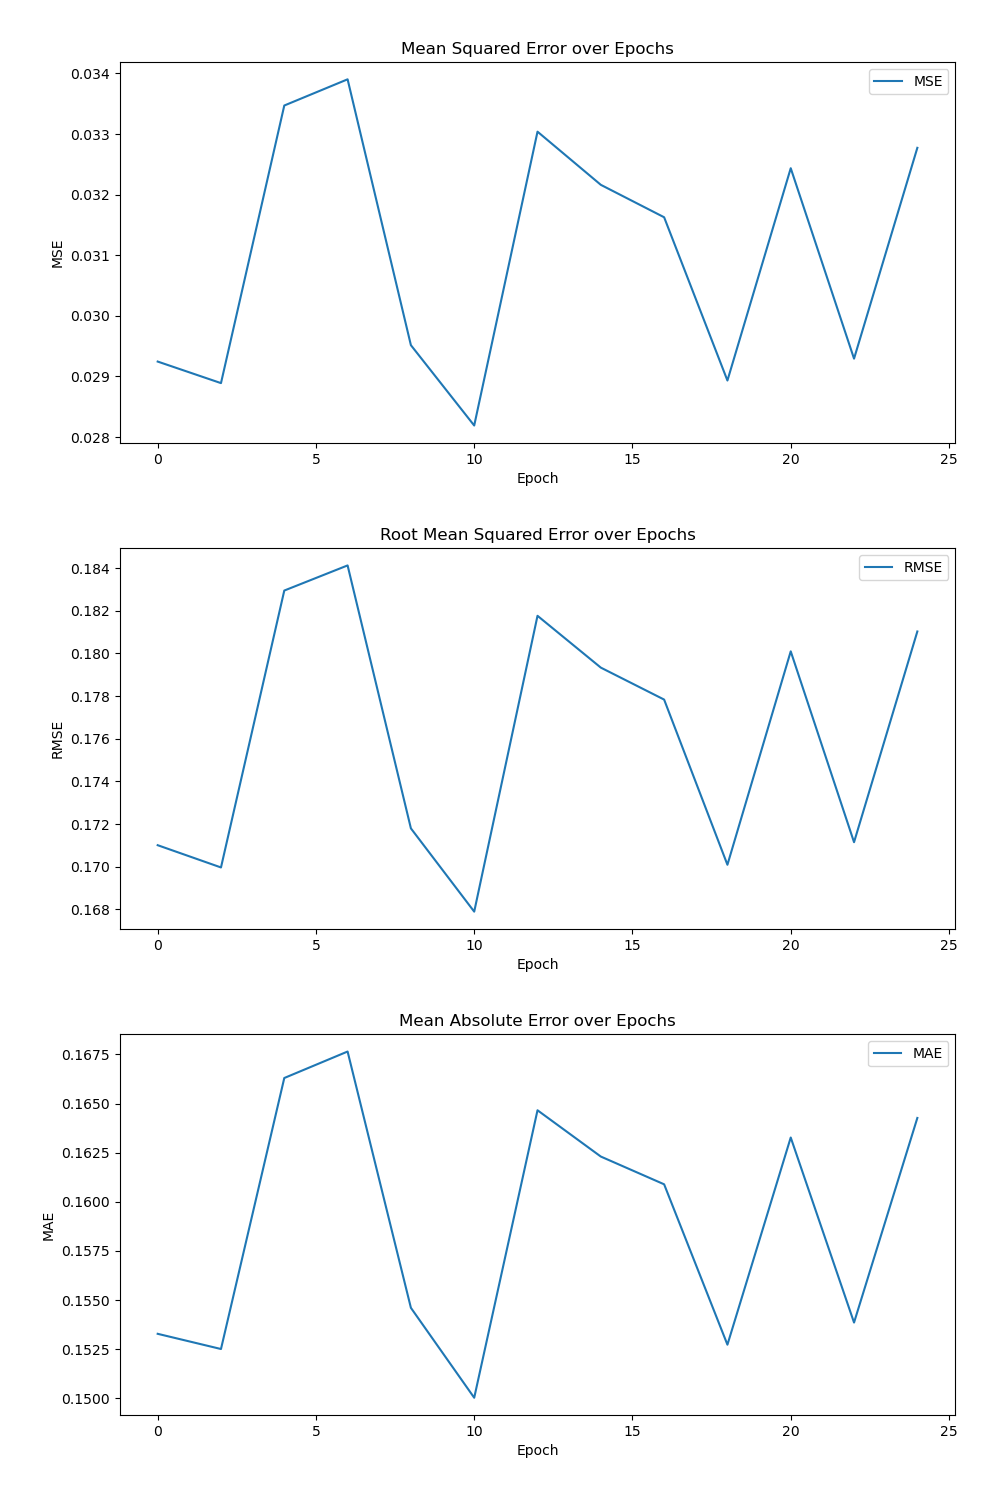 Mean Squared Error over Epochs
MSE
0.034
0.033
0.032
0.031
0.030
0.029
0.028
MSE
0 5 10 15 20 25
Epoch
Root Mean Squared Error over Epochs
RMSE
0.184
0.182
0.180
0.178
0.176
0.174
0.172
0.170
0.168
RMSE
0 5 10 15 20 25
Epoch
Mean Absolute Error over Epochs
MAE
0.1675
0.1650
0.1625
0.1600
0.1575
0.1550
0.1525
0.1500
MAE
0 5 10 15 20 25
Epoch